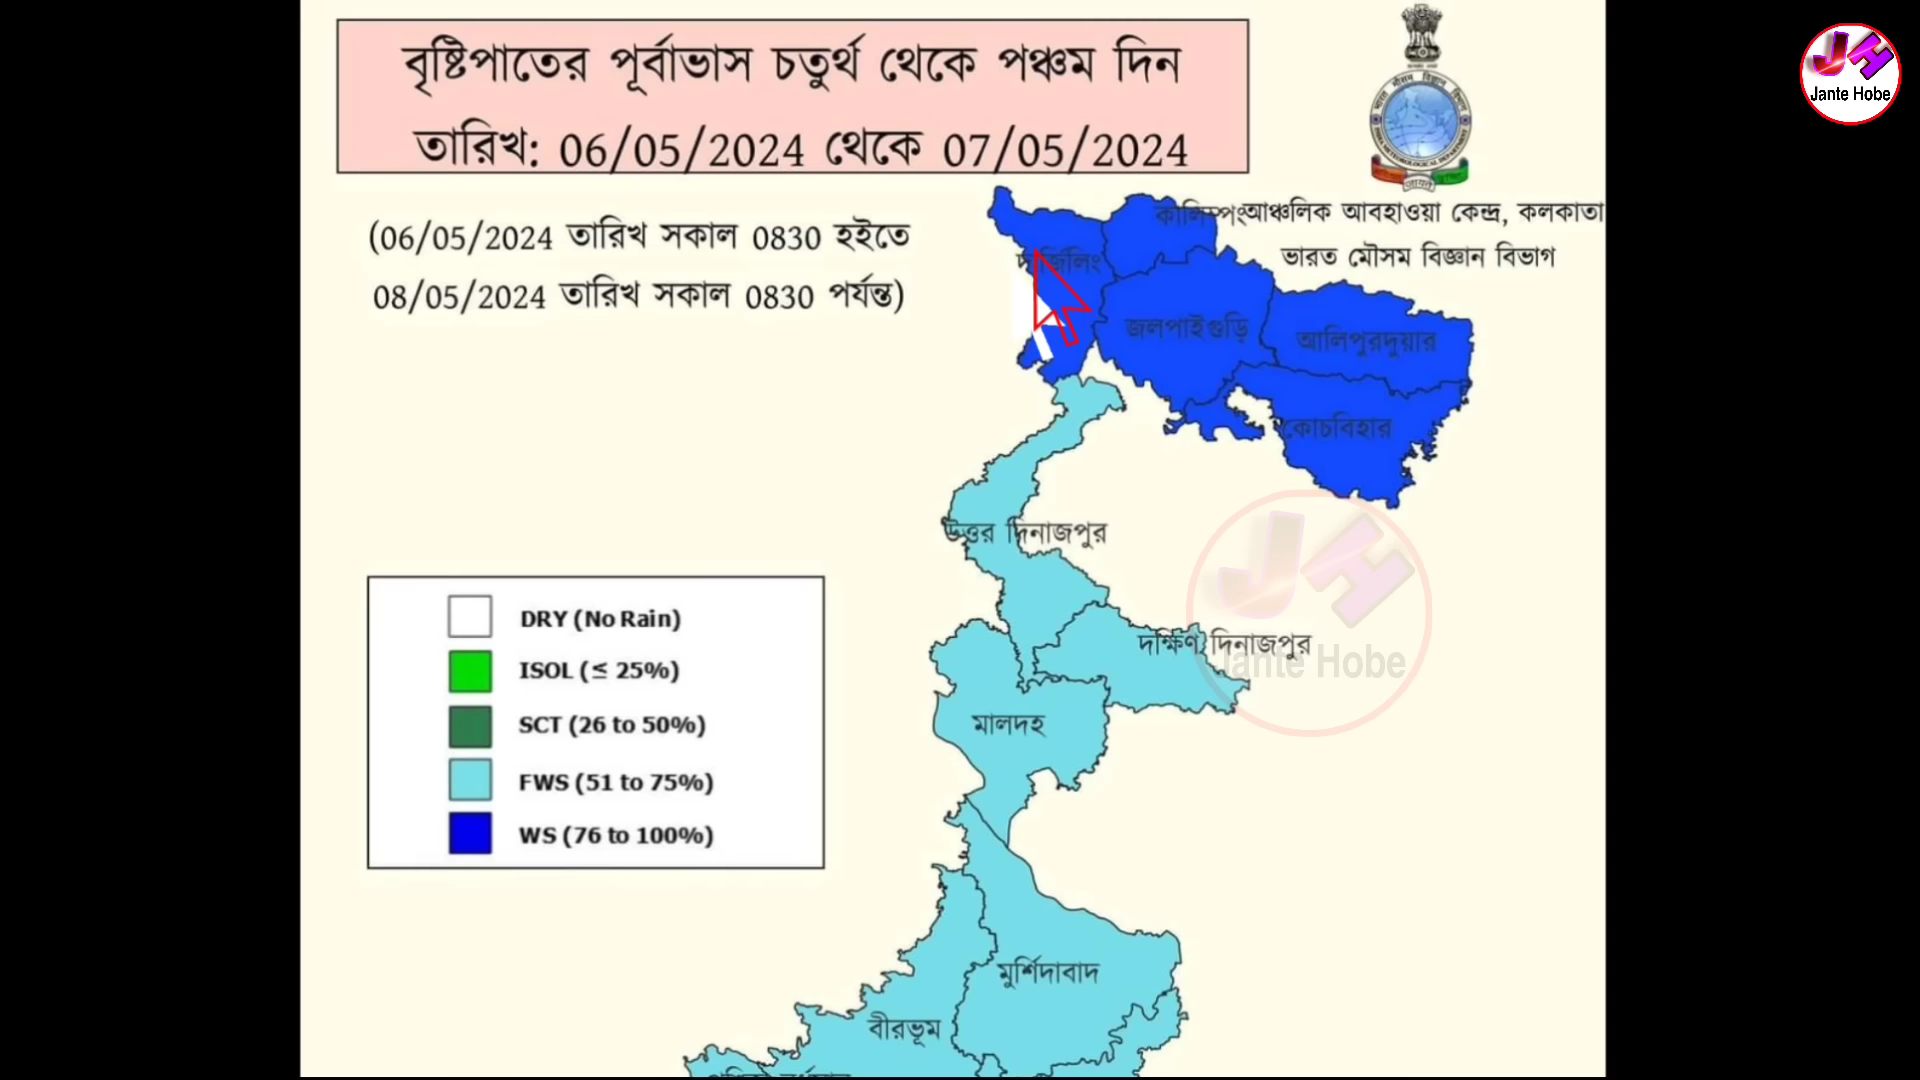 বৃষ্টিপাতের পূর্বাভাস চতুর্থ থেকে পঞ্চম দিন
তারিখ: 06/05/2024 থেকে 07/05/2024
Jante Hobe
(06/05/2024 তারিখ সকাল 0830 হইতে
08/05/2024 তারিখ সকাল 0830 পর্যন্ত)
আঞ্চলিক আবহাওয়া কেন্দ্র, কলকাতা
ভারত মৌসম বিজ্ঞান বিভাগ
কালিম্পং
দার্জিলিং
জলপাইগুড়ি
আলিপুরদুয়ার
কোচবিহার
উত্তর দিনাজপুর
দক্ষিণ দিনাজপুর
Jante Hobe
মালদহ
DRY (No Rain)
ISOL (≤ 25%)
SCT (26 to 50%)
FWS (51 to 75%)
WS (76 to 100%)
মুর্শিদাবাদ
বীরভূম